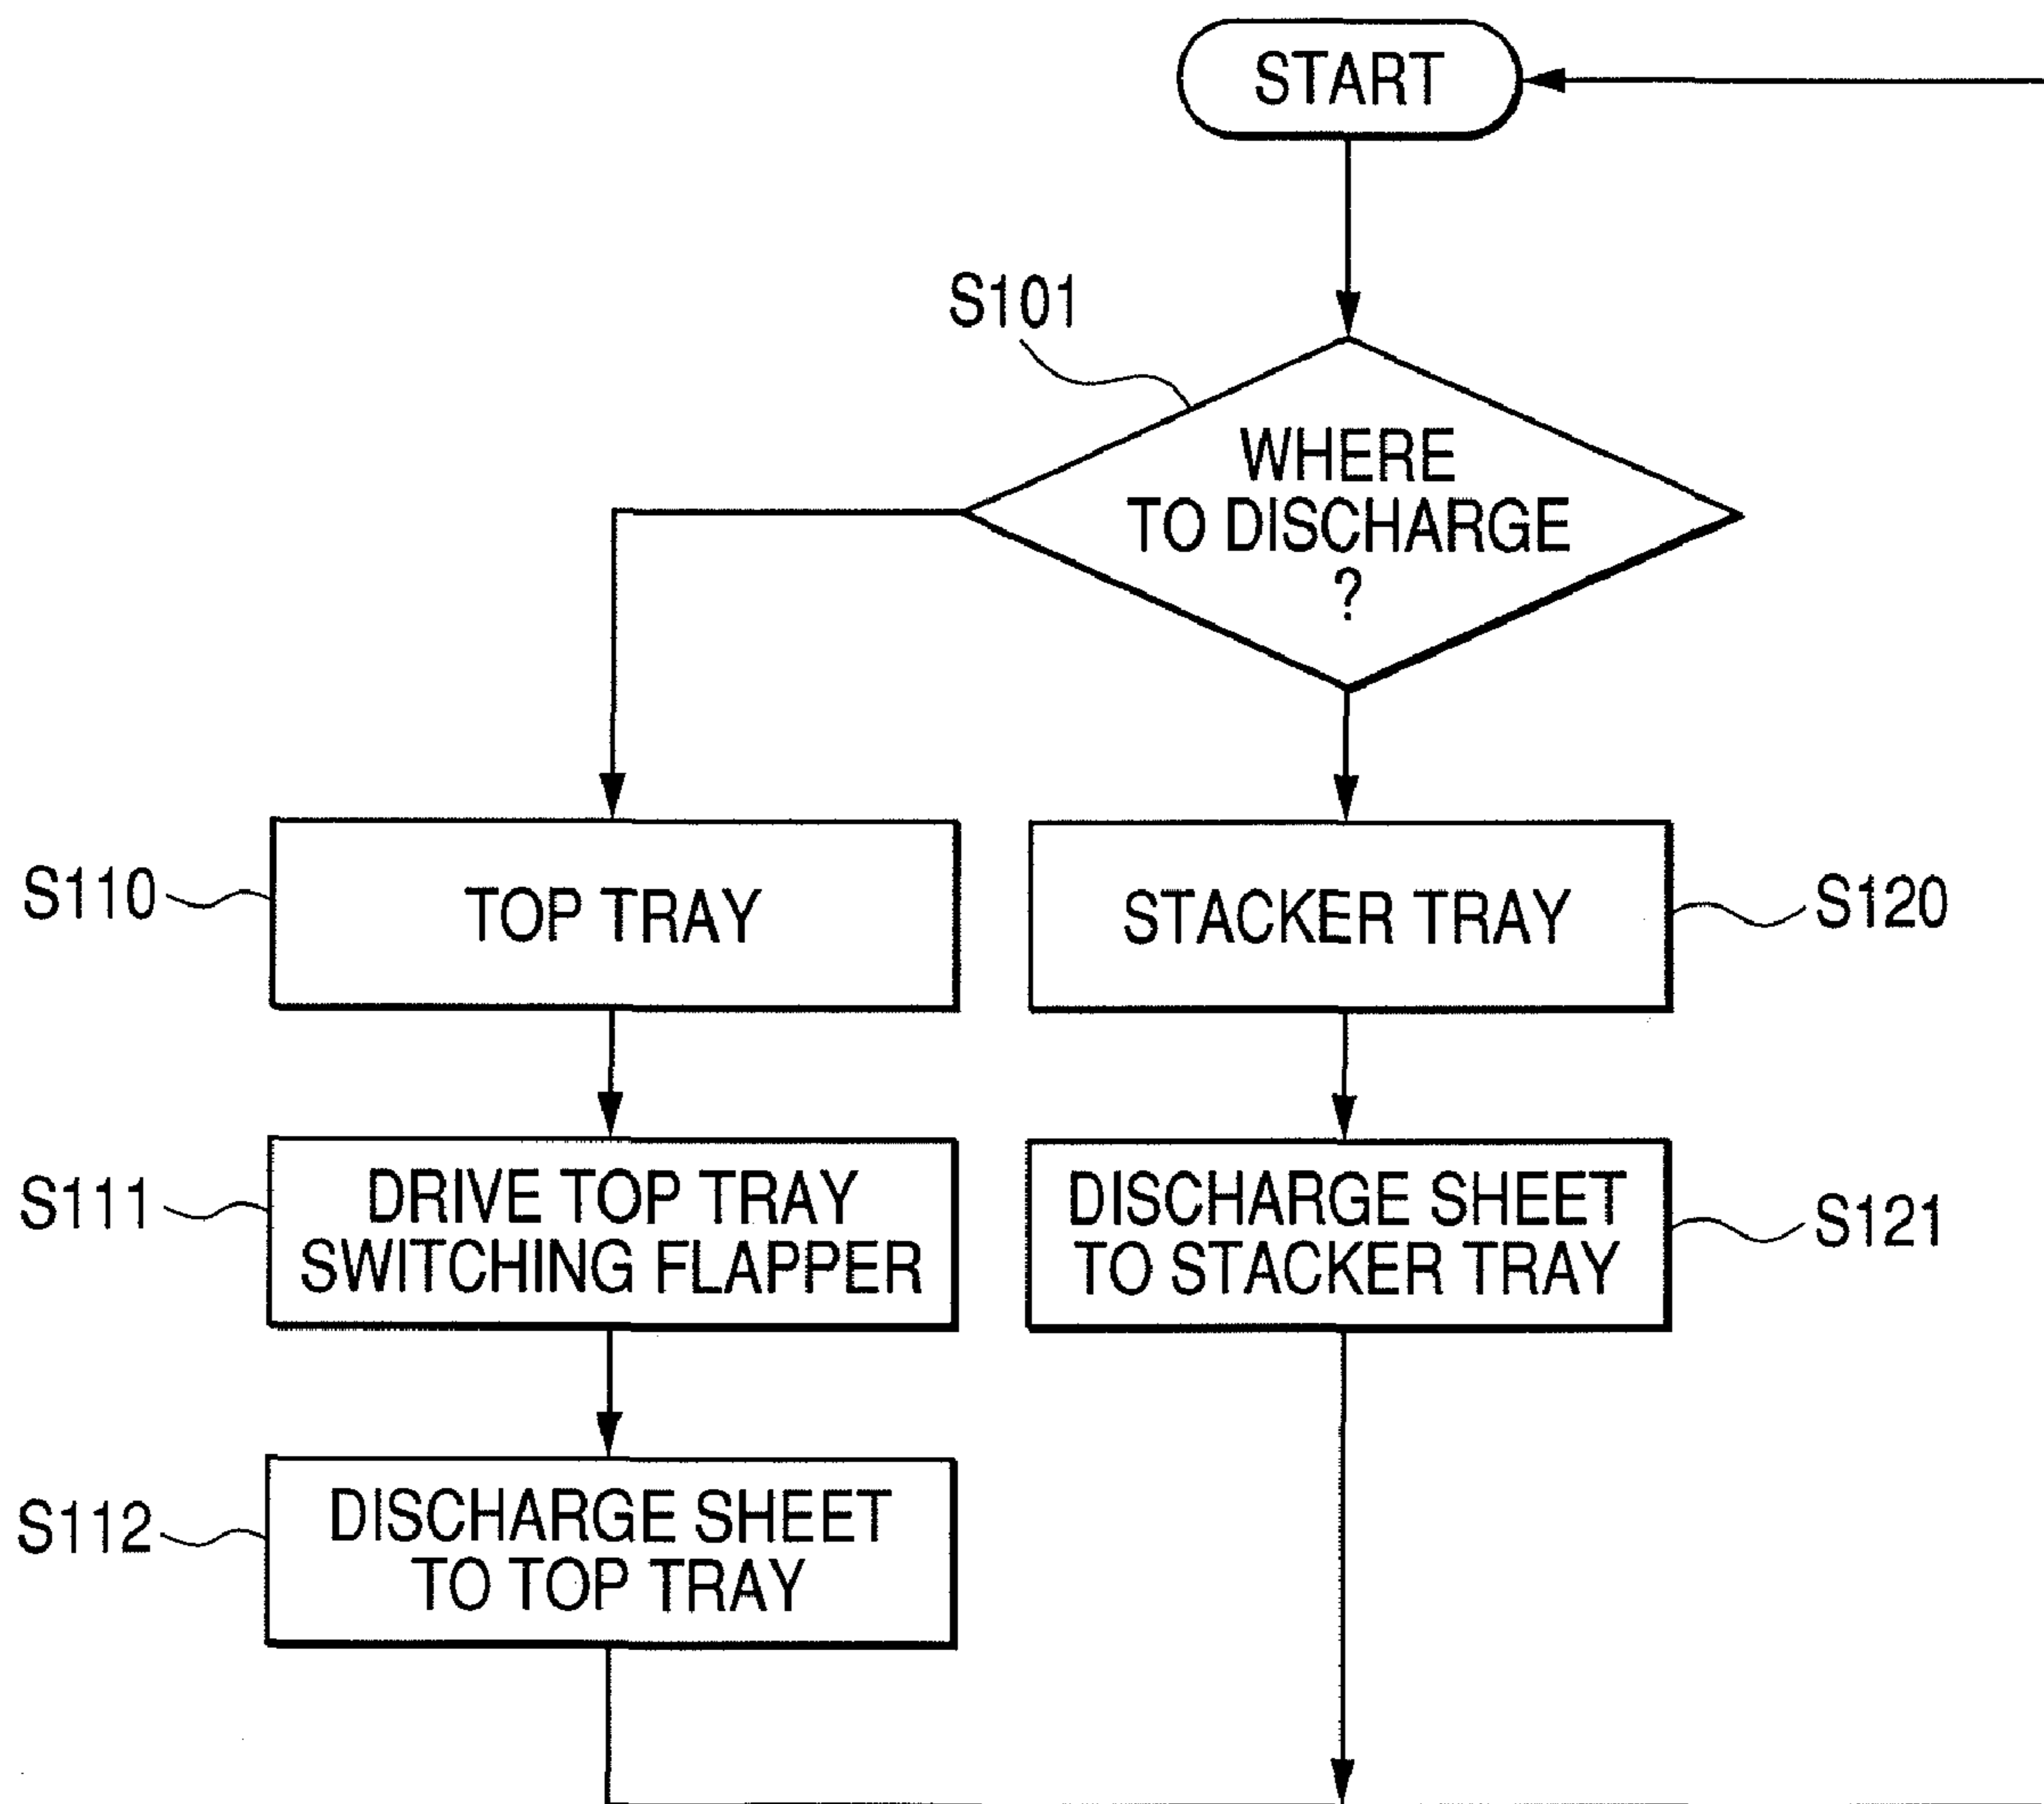 START
S101
WHERE
TO DISCHARGE
?
S110
TOP TRAY
STACKER TRAY
S120
S111
DRIVE TOP TRAY
SWITCHING FLAPPER
DISCHARGE SHEET
TO STACKER TRAY
S121
S112
DISCHARGE SHEET
TO TOP TRAY